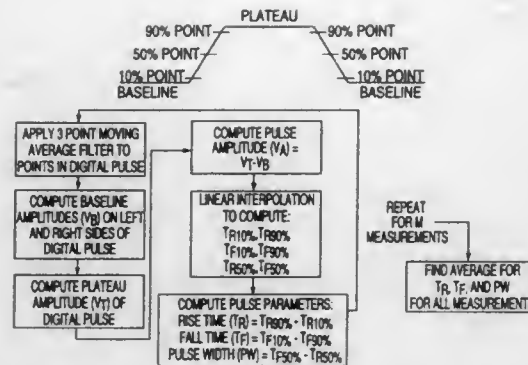 PLATEAU
90% POINT
90% POINT
50% POINT
50% POINT
10% POINT
10% POINT
BASELINE
BASELINE
APPLY 3 POINT MOVING
AVERAGE FILTER TO
POINTS IN DIGITAL PULSE
COMPUTE BASELINE
AMPLITUDES (VB) ON LEFT
AND RIGHT SIDES OF
DIGITAL PULSE
COMPUTE PLATEAU
AMPLITUDE (VT) OF
DIGITAL PULSE
COMPUTE PULSE
AMPLITUDE (VA) =
VT-VB
LINEAR INTERPOLATION
TO COMPUTE:
TR10%,TR90%
TF10%,TF90%
TR50%,TF50%
COMPUTE PULSE PARAMETERS:
RISE TIME (TR) = TR90% - TR10%
FALL TIME (TF) = TF10% - TF90%
PULSE WIDTH (PW) = TF50% - TR50%
REPEAT
FOR M
MEASUREMENTS
FIND AVERAGE FOR
TR, TF, AND PW
FOR ALL MEASUREMENT